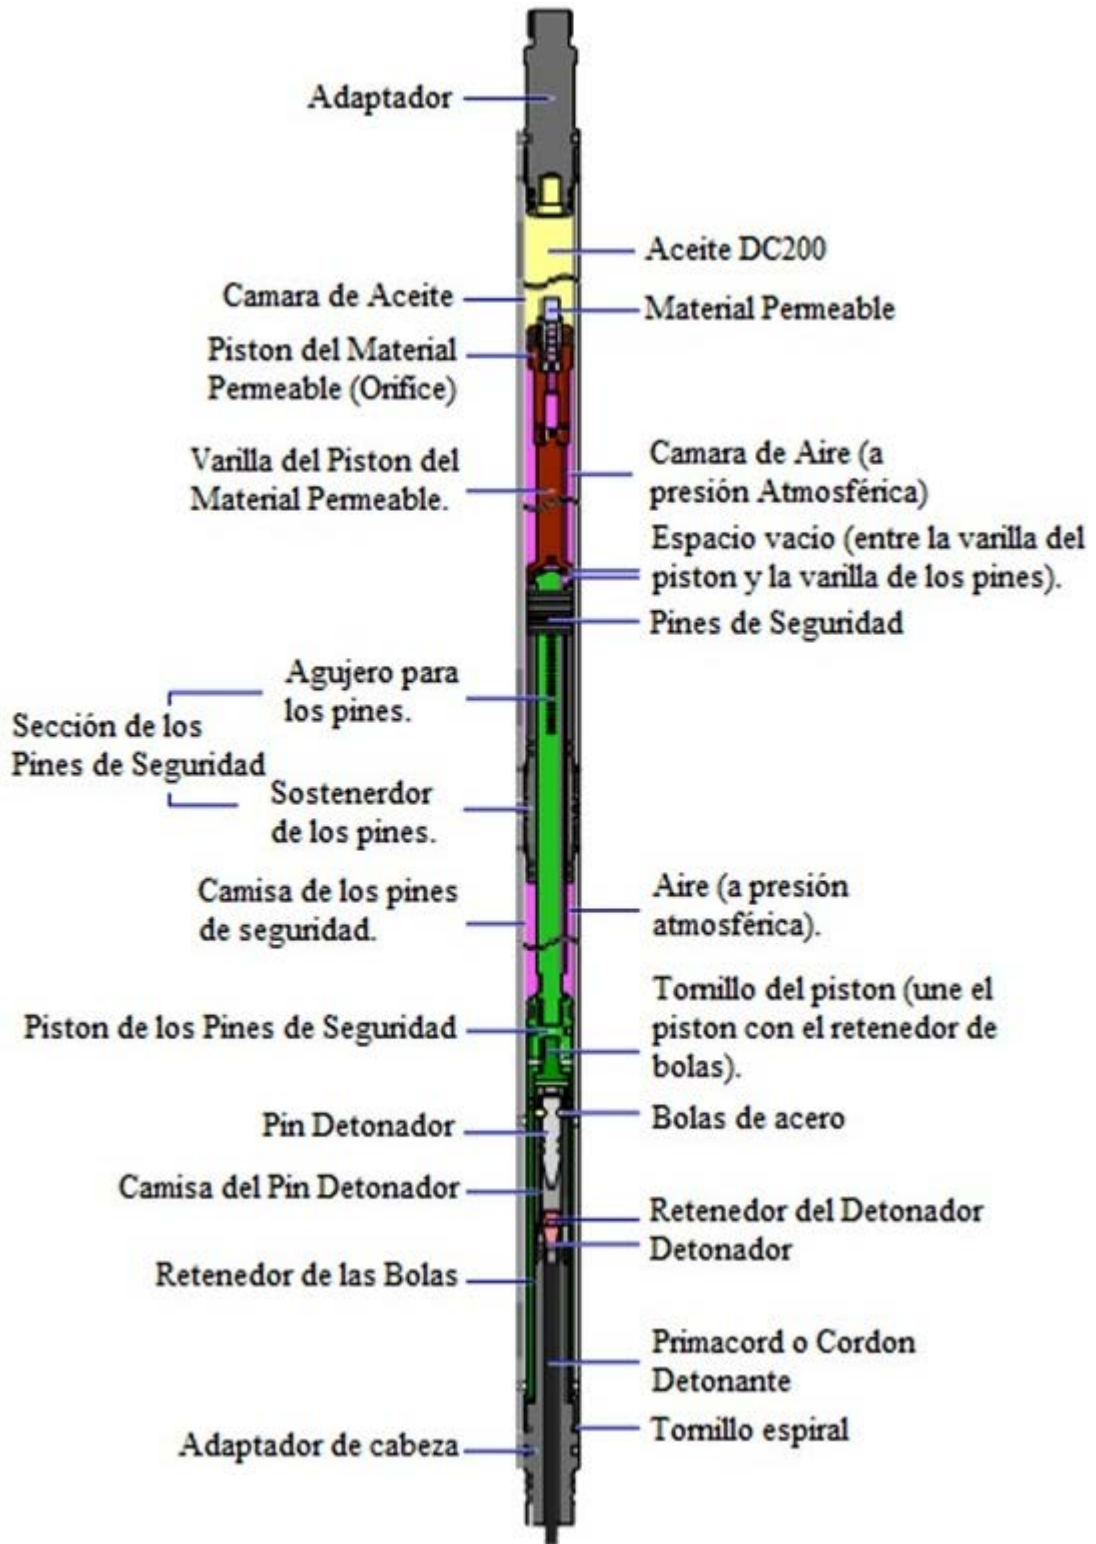 Adaptador
Aceite DC200
Camara de Aceite
Material Permeable
Piston del Material
Permeable (Orifice)
Varilla del Piston del
Material Permeable.
Camara de Aire (a
presión Atmosférica)
Espacio vacio (entre la varilla del
piston y la varilla de los pines).
Pines de Seguridad
Agujero para
los pines.
Sección de los
Pines de Seguridad
Sostenerdor
de los pines.
Camisa de los pines
de seguridad.
Aire (a presión
atmosférica).
Tornillo del piston (une el
piston con el retenedor de
bolas).
Piston de los Pines de Seguridad
Bolas de acero
Pin Detonador
Camisa del Pin Detonador
Retenedor del Detonador
Detonador
Retenedor de las Bolas
Primacord o Cordon
Detonante
Tornillo espiral
Adaptador de cabeza